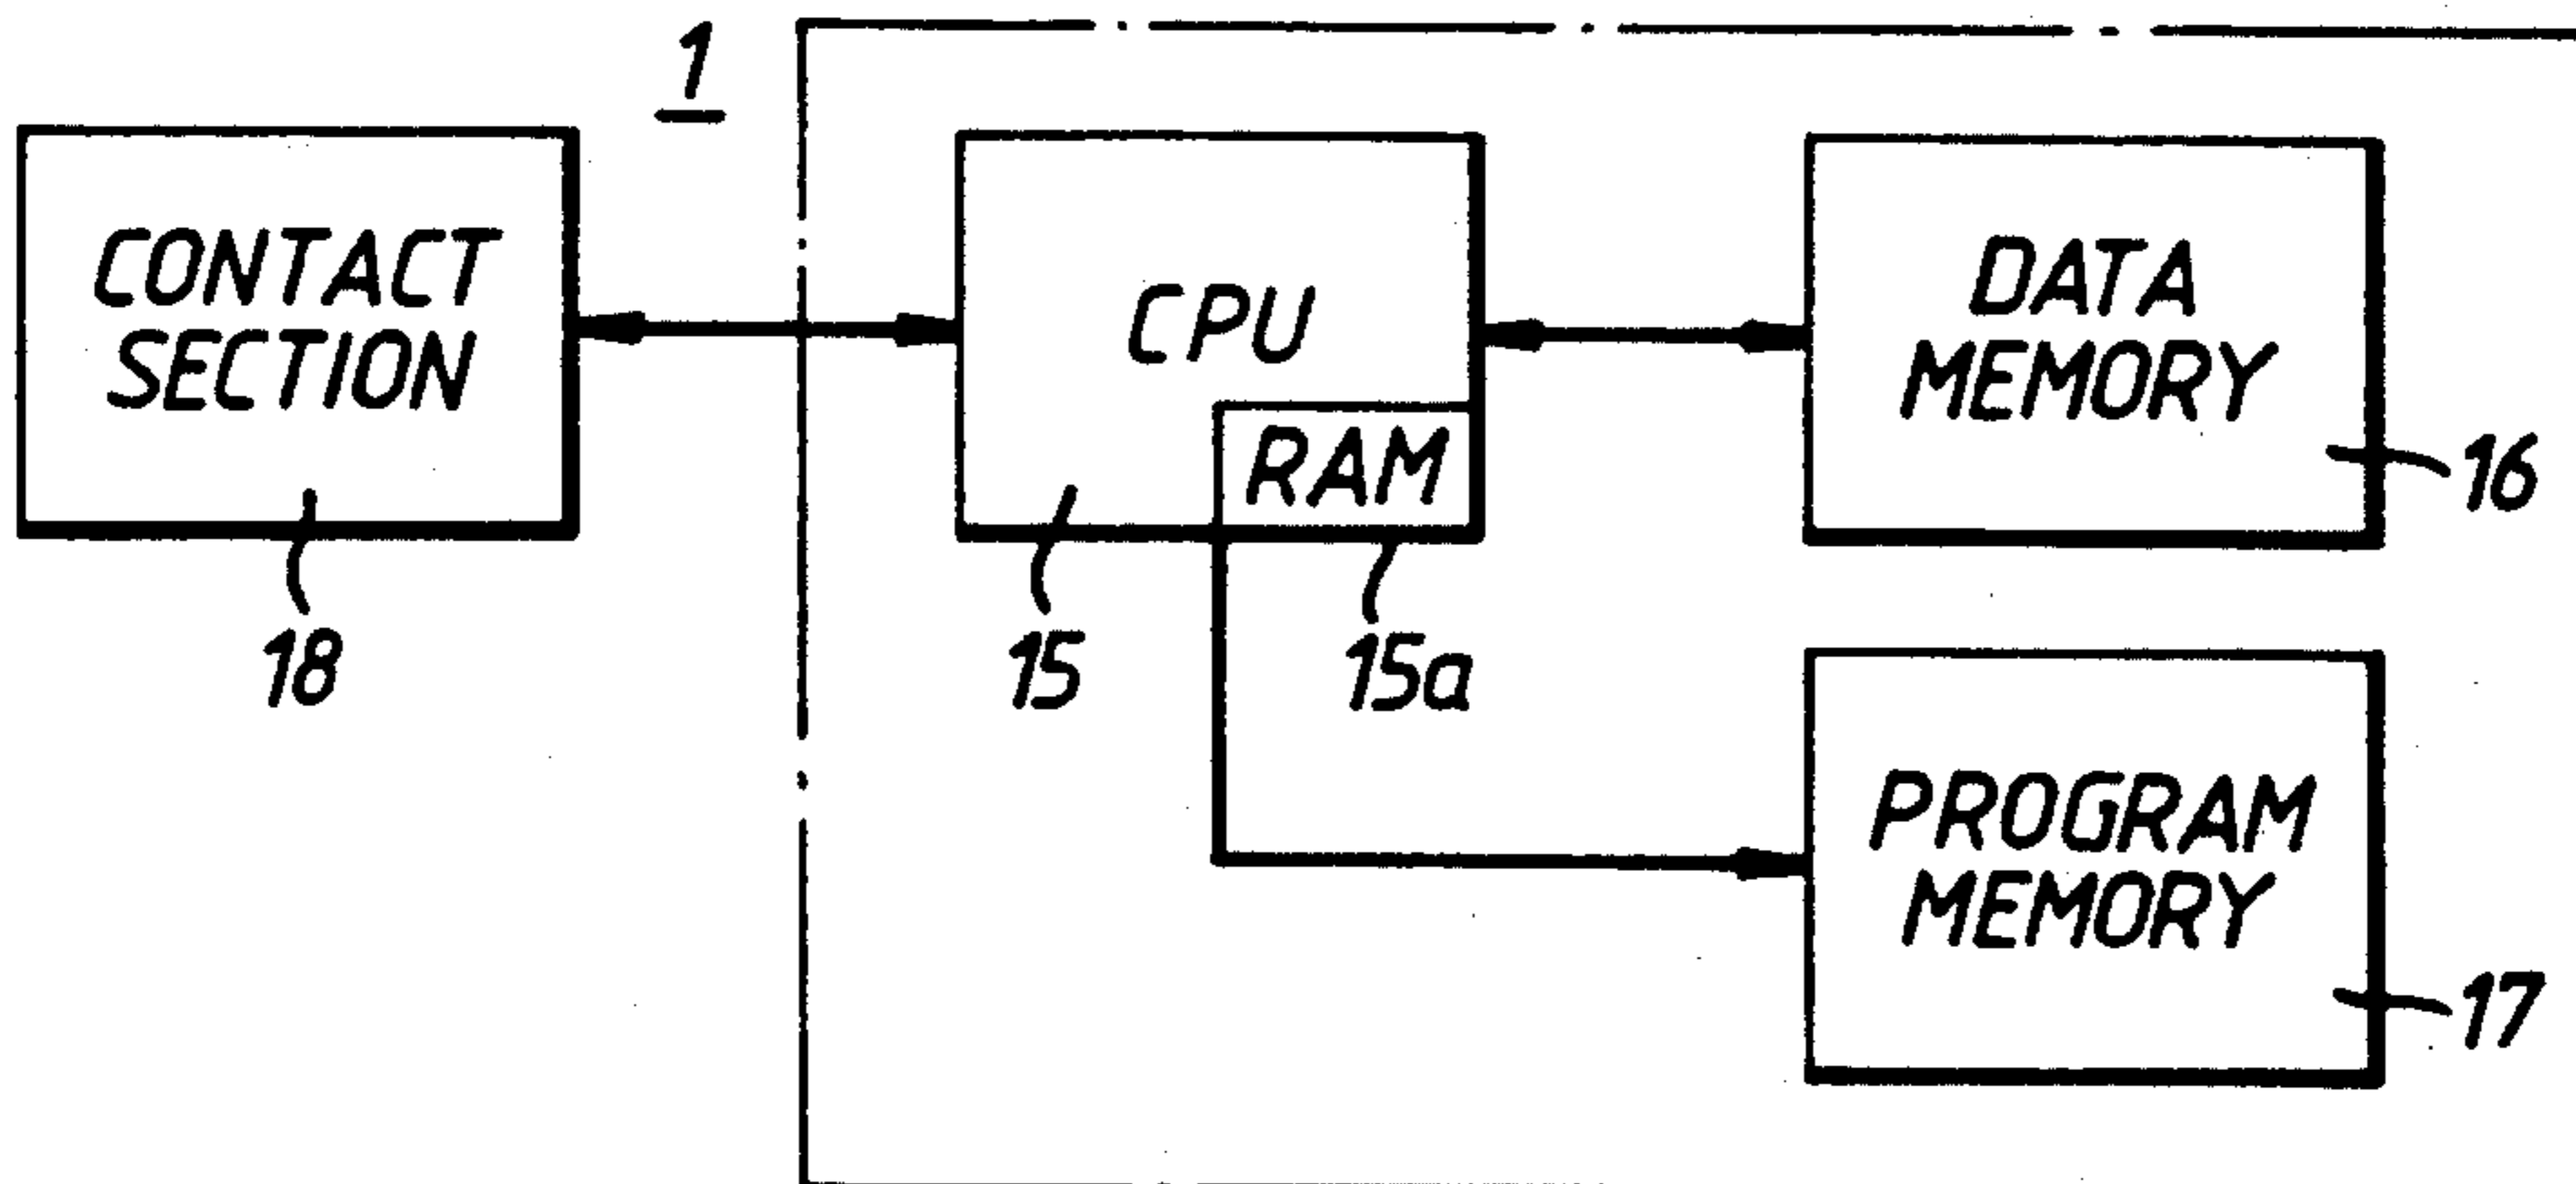 1
CONTACT
SECTION
18
CPU
RAM
15
15a
DATA
MEMORY
16
PROGRAM
MEMORY
17